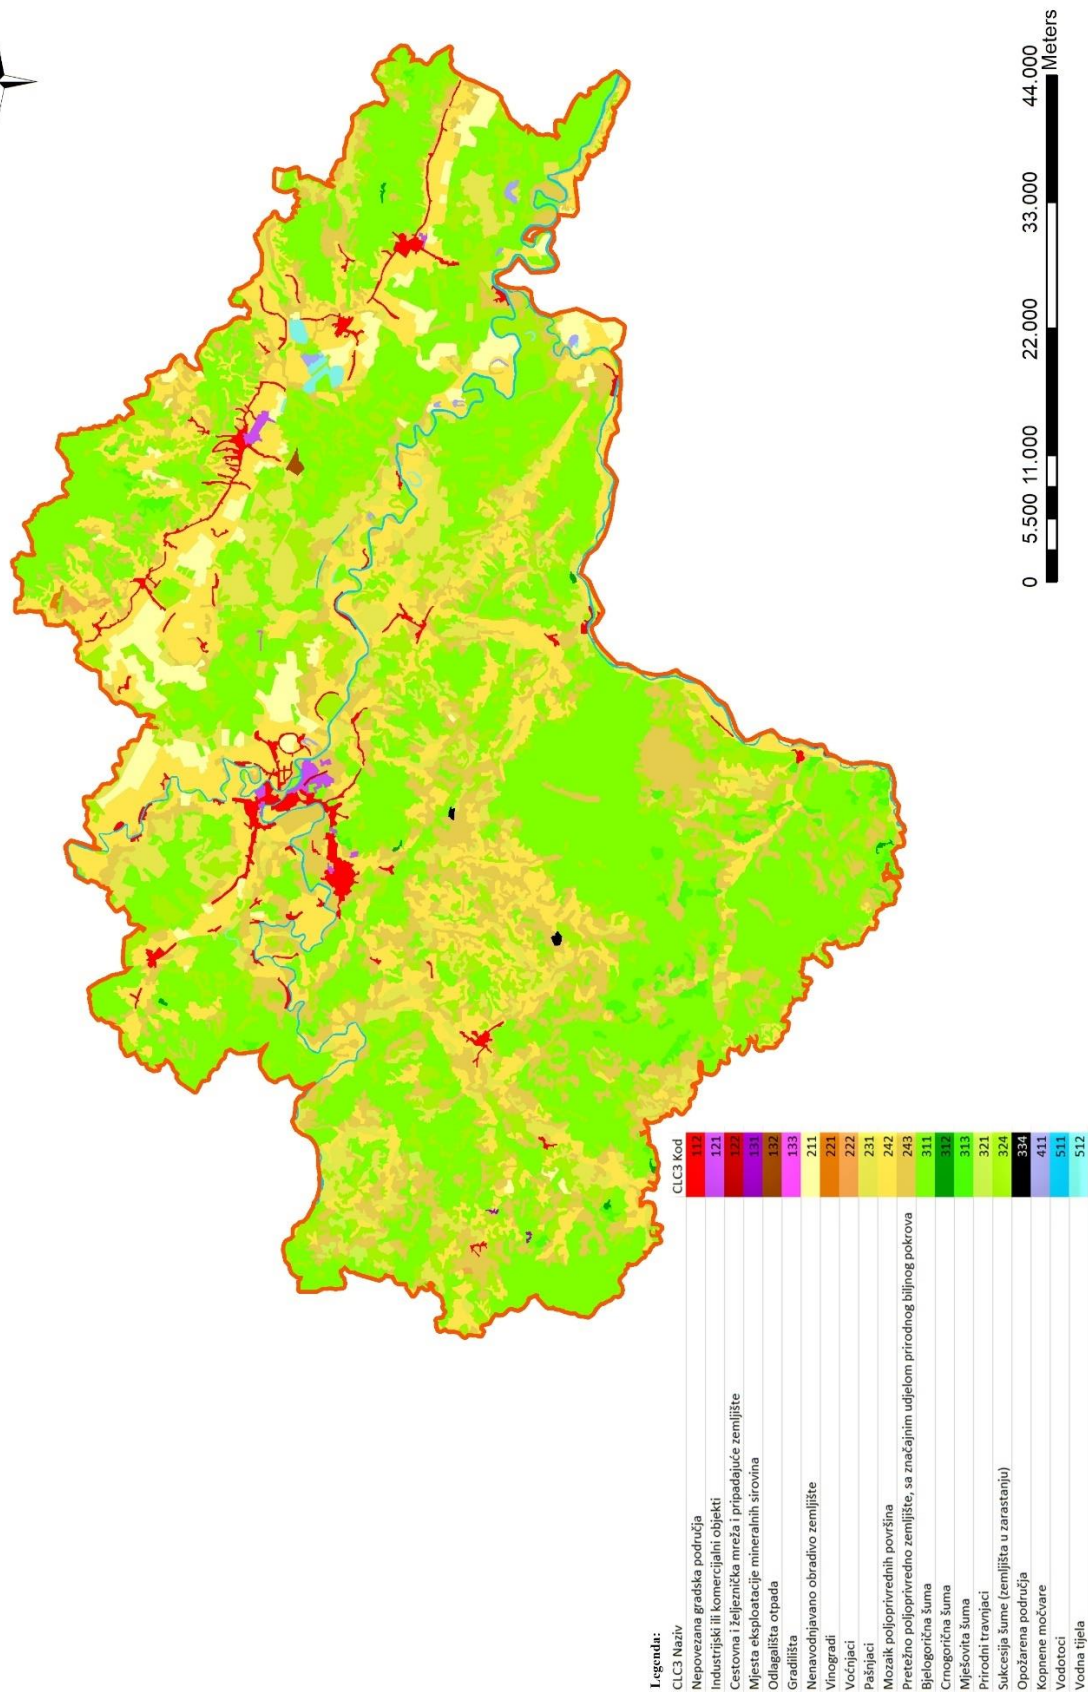 0 5.500 11.000 22.000 33.000 44.000
Meters
Legenda:
CLC3 Naziv CLC3 Kod
Nepovezana gradska područja 112
Industrijski ili komercijalni objekti 121
Cestovna i željeznička mreža i pripadajuće zemljište 122
Mjesta eksploatacije mineralnih sirovina 131
Odlagališta otpada 132
Gradilišta 133
Nenavodnjavano obradivo zemljište 211
Vinogradi 221
Voćnjaci 222
Pašnjaci 231
Mozaik poljoprivrednih površina 242
Pretežno poljoprivredno zemljište, sa značajnim udjelom prirodnog biljnog pokrova 243
Bjelogorična šuma 311
Crnogorična šuma 312
Mješovita šuma 313
Prirodni travnjaci 321
Sukcesija šume (zemljišta u zarastanju) 324
Opožarena područja 334
Kopnene močvare 411
Vodotoci 511
Vodna tijela 512